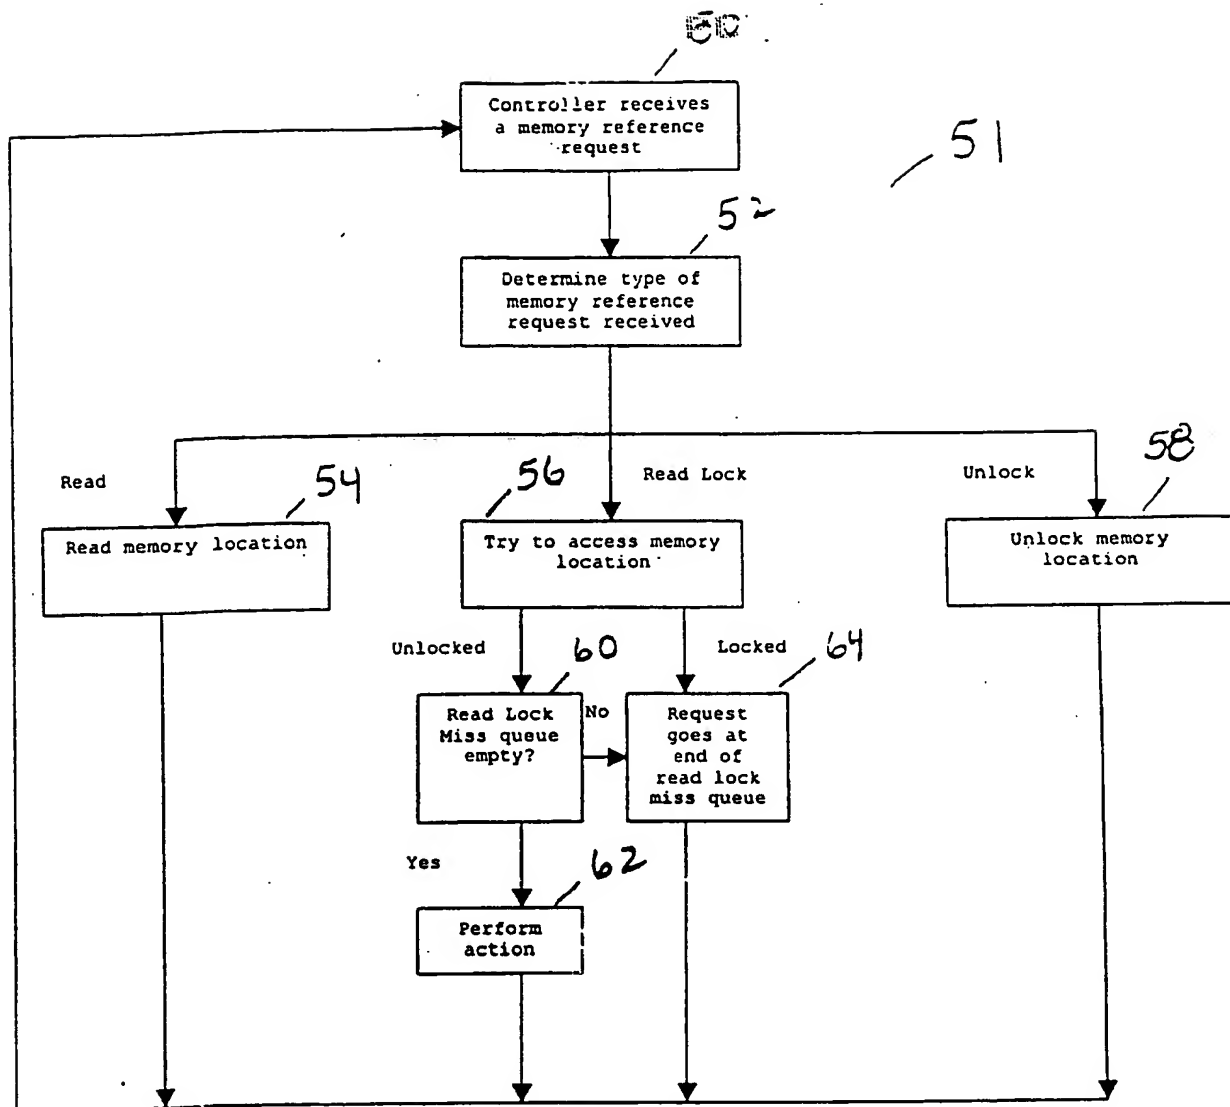 Controller receives
a memory reference
request
51
52
Determine type of
memory reference
request received
Read
54
56
Read Lock
Unlock
58
Read memory location
Try to access memory
location
Unlock memory
location
Unlocked
60
Locked
64
Read Lock
Miss queue
empty?
No
Request
goes at
end of
read lock
miss queue
Yes
62
Perform
action